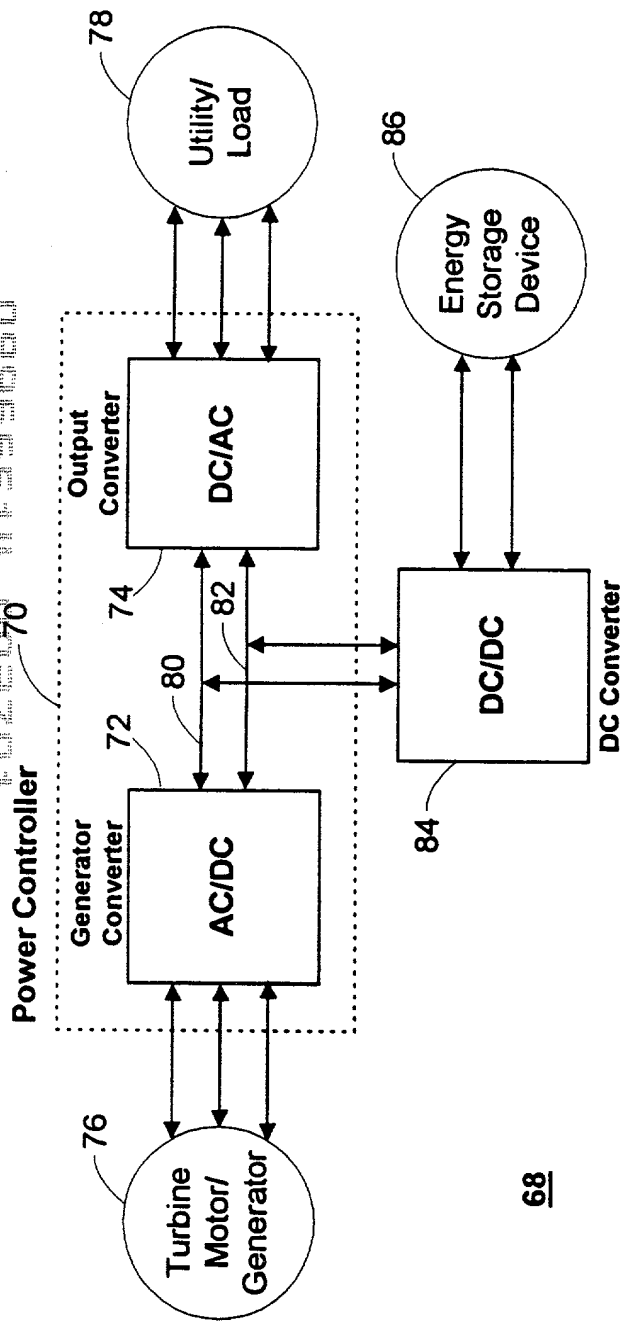 Power Controller
70
Generator
Converter
72
AC/DC
Output
Converter
74
DC/AC
80
82
76
Turbine
Motor/
Generator
78
Utility/
Load
84
DC/DC
DC Converter
86
Energy
Storage
Device
68